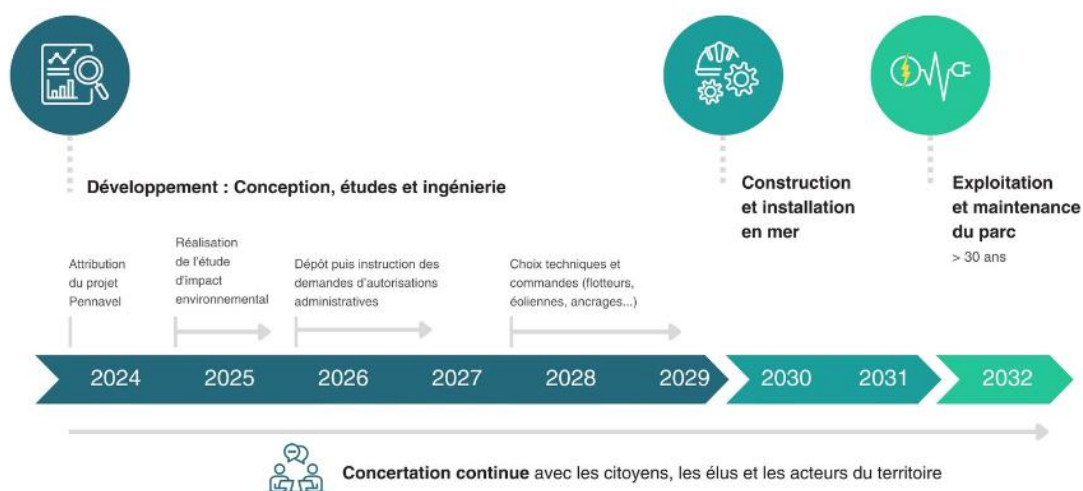 Développement : Conception, études et ingénierie
Construction
et installation
en mer
Exploitation
et maintenance
du parc
> 30 ans
Attribution
du projet
Pennavel
Réalisation
de l'étude
d'impact
environnemental
Dépôt puis instruction des
demandes d'autorisations
administratives
Choix techniques et
commandes (flotteurs,
éoliennes, ancrages...)
2024 2025 2026 2027 2028 2029 2030 2031 2032
Concertation continue avec les citoyens, les élus et les acteurs du territoire